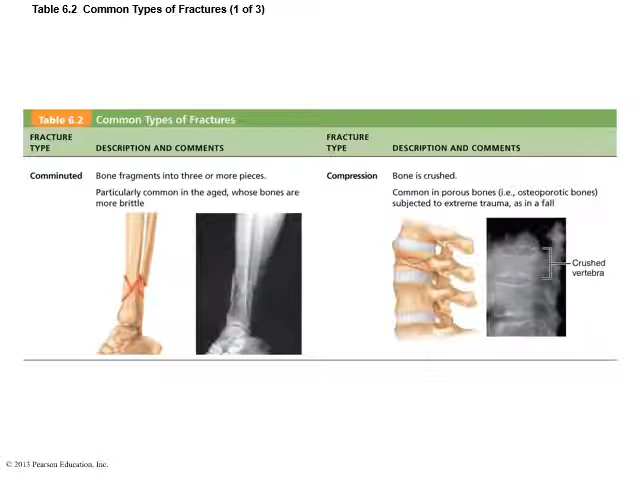 Table 6.2 Common Types of Fractures (1 of 3)
Table 6.2 Common Types of Fractures
FRACTURE TYPE
DESCRIPTION AND COMMENTS
FRACTURE TYPE
DESCRIPTION AND COMMENTS
Comminuted
Bone fragments into three or more pieces.
Particularly common in the aged, whose bones are
more brittle
Compression
Bone is crushed.
Common in porous bones (i.e., osteoporotic bones)
subjected to extreme trauma, as in a fall
Crushed
vertebra
© 2013 Pearson Education, Inc.